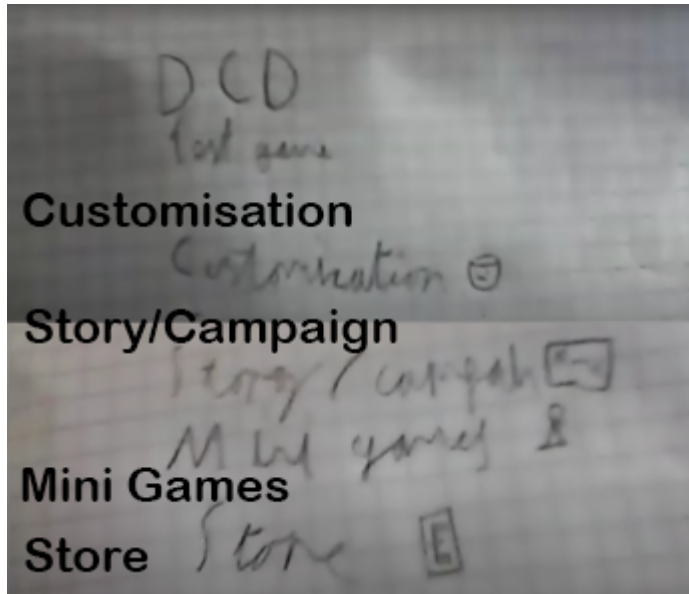 DCD
Test game
Customisation
Customisation
Story/Campaign
Story/campaign
Mini Games
Mini games
Store Store £